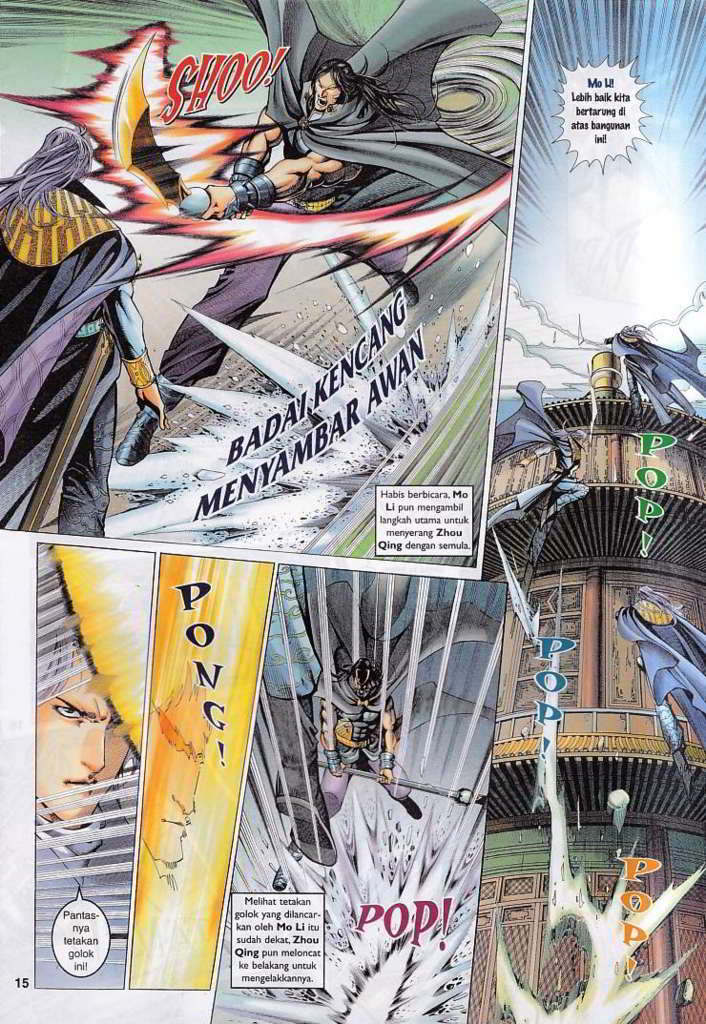 SHOO!
BADAI KENCANG
MENYAMBAR AWAN
Habis berbicara, Mo
Li pun mengambil
langkah utama untuk
menyerang Zhou
Qing dengan semula.
Pantas-
nya
tetakan
golok
ini!
PONG!
Melihat tetakan
golok yang dilancar-
kan oleh Mo Li itu
sudah dekat, Zhou
Qing pun meloncat
ke belakang untuk
mengelakkannya.
POP!
Mo Li!
Lebih baik kita
bertarung di
atas bangunan
ini!
POP!
POP!
POP!
15